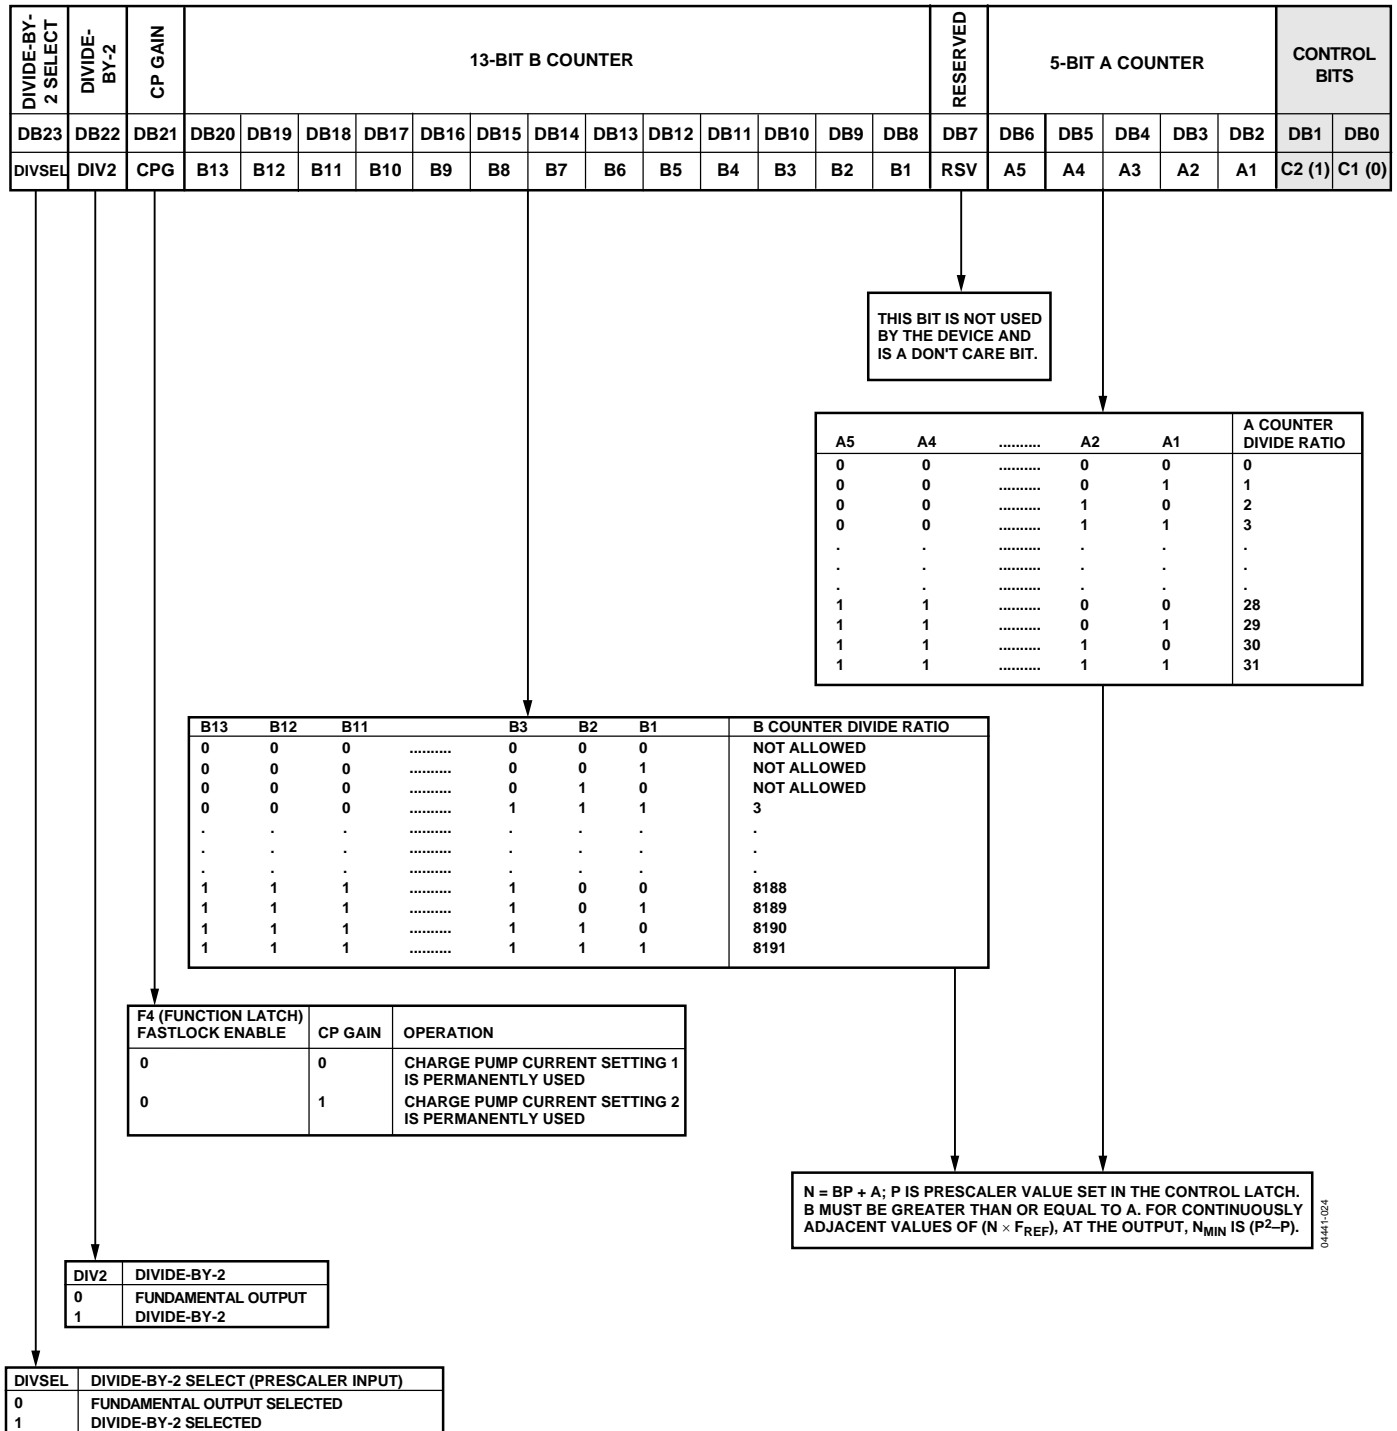 DIVIDE-BY-
2 SELECT
DIVIDE-
BY-2
CP GAIN
13-BIT B COUNTER
RESERVED
5-BIT A COUNTER
CONTROL
BITS
DB23 DB22 DB21 DB20 DB19 DB18 DB17 DB16 DB15 DB14 DB13 DB12 DB11 DB10 DB9 DB8 DB7 DB6 DB5 DB4 DB3 DB2 DB1 DB0
DIVSEL DIV2 CPG B13 B12 B11 B10 B9 B8 B7 B6 B5 B4 B3 B2 B1 RSV A5 A4 A3 A2 A1 C2 (1) C1 (0)
THIS BIT IS NOT USED
BY THE DEVICE AND
IS A DON'T CARE BIT.
A COUNTER
A5 A4 .......... A2 A1 DIVIDE RATIO
0 0 .......... 0 0 0
0 0 .......... 0 1 1
0 0 .......... 1 0 2
0 0 .......... 1 1 3
. . .......... . . .
. . .......... . . .
. . .......... . . .
1 1 .......... 0 0 28
1 1 .......... 0 1 29
1 1 .......... 1 0 30
1 1 .......... 1 1 31
B13 B12 B11 B3 B2 B1 B COUNTER DIVIDE RATIO
0 0 0 .......... 0 0 0 NOT ALLOWED
0 0 0 .......... 0 0 1 NOT ALLOWED
0 0 0 .......... 0 1 0 NOT ALLOWED
0 0 0 .......... 1 1 1 3
. . . .......... . . . .
. . . .......... . . . .
. . . .......... . . . .
1 1 1 .......... 1 0 0 8188
1 1 1 .......... 1 0 1 8189
1 1 1 .......... 1 1 0 8190
1 1 1 .......... 1 1 1 8191
F4 (FUNCTION LATCH)
FASTLOCK ENABLE CP GAIN OPERATION
0 0 CHARGE PUMP CURRENT SETTING 1
IS PERMANENTLY USED
0 1 CHARGE PUMP CURRENT SETTING 2
IS PERMANENTLY USED
N = BP + A; P IS PRESCALER VALUE SET IN THE CONTROL LATCH.
B MUST BE GREATER THAN OR EQUAL TO A. FOR CONTINUOUSLY
ADJACENT VALUES OF (N × FREF), AT THE OUTPUT, NMIN IS (P²–P).
04441-024
DIV2 DIVIDE-BY-2
0 FUNDAMENTAL OUTPUT
1 DIVIDE-BY-2
DIVSEL DIVIDE-BY-2 SELECT (PRESCALER INPUT)
0 FUNDAMENTAL OUTPUT SELECTED
1 DIVIDE-BY-2 SELECTED